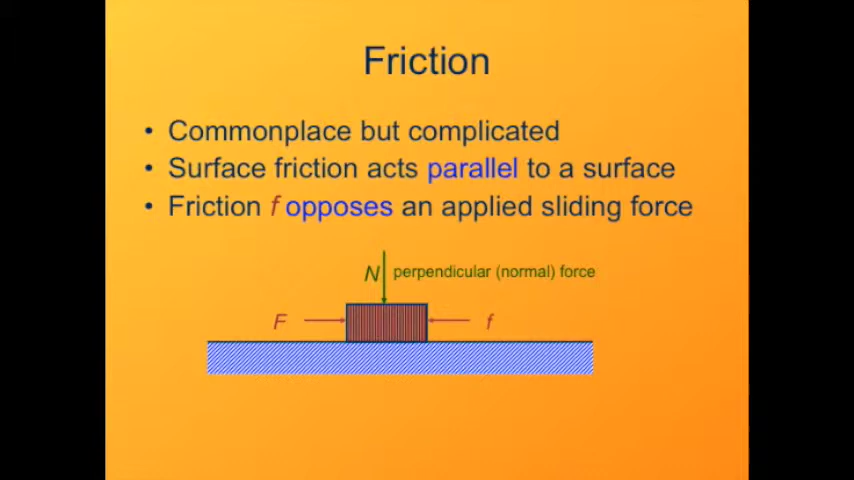 Friction
• Commonplace but complicated
• Surface friction acts parallel to a surface
• Friction f opposes an applied sliding force
N perpendicular (normal) force
F f